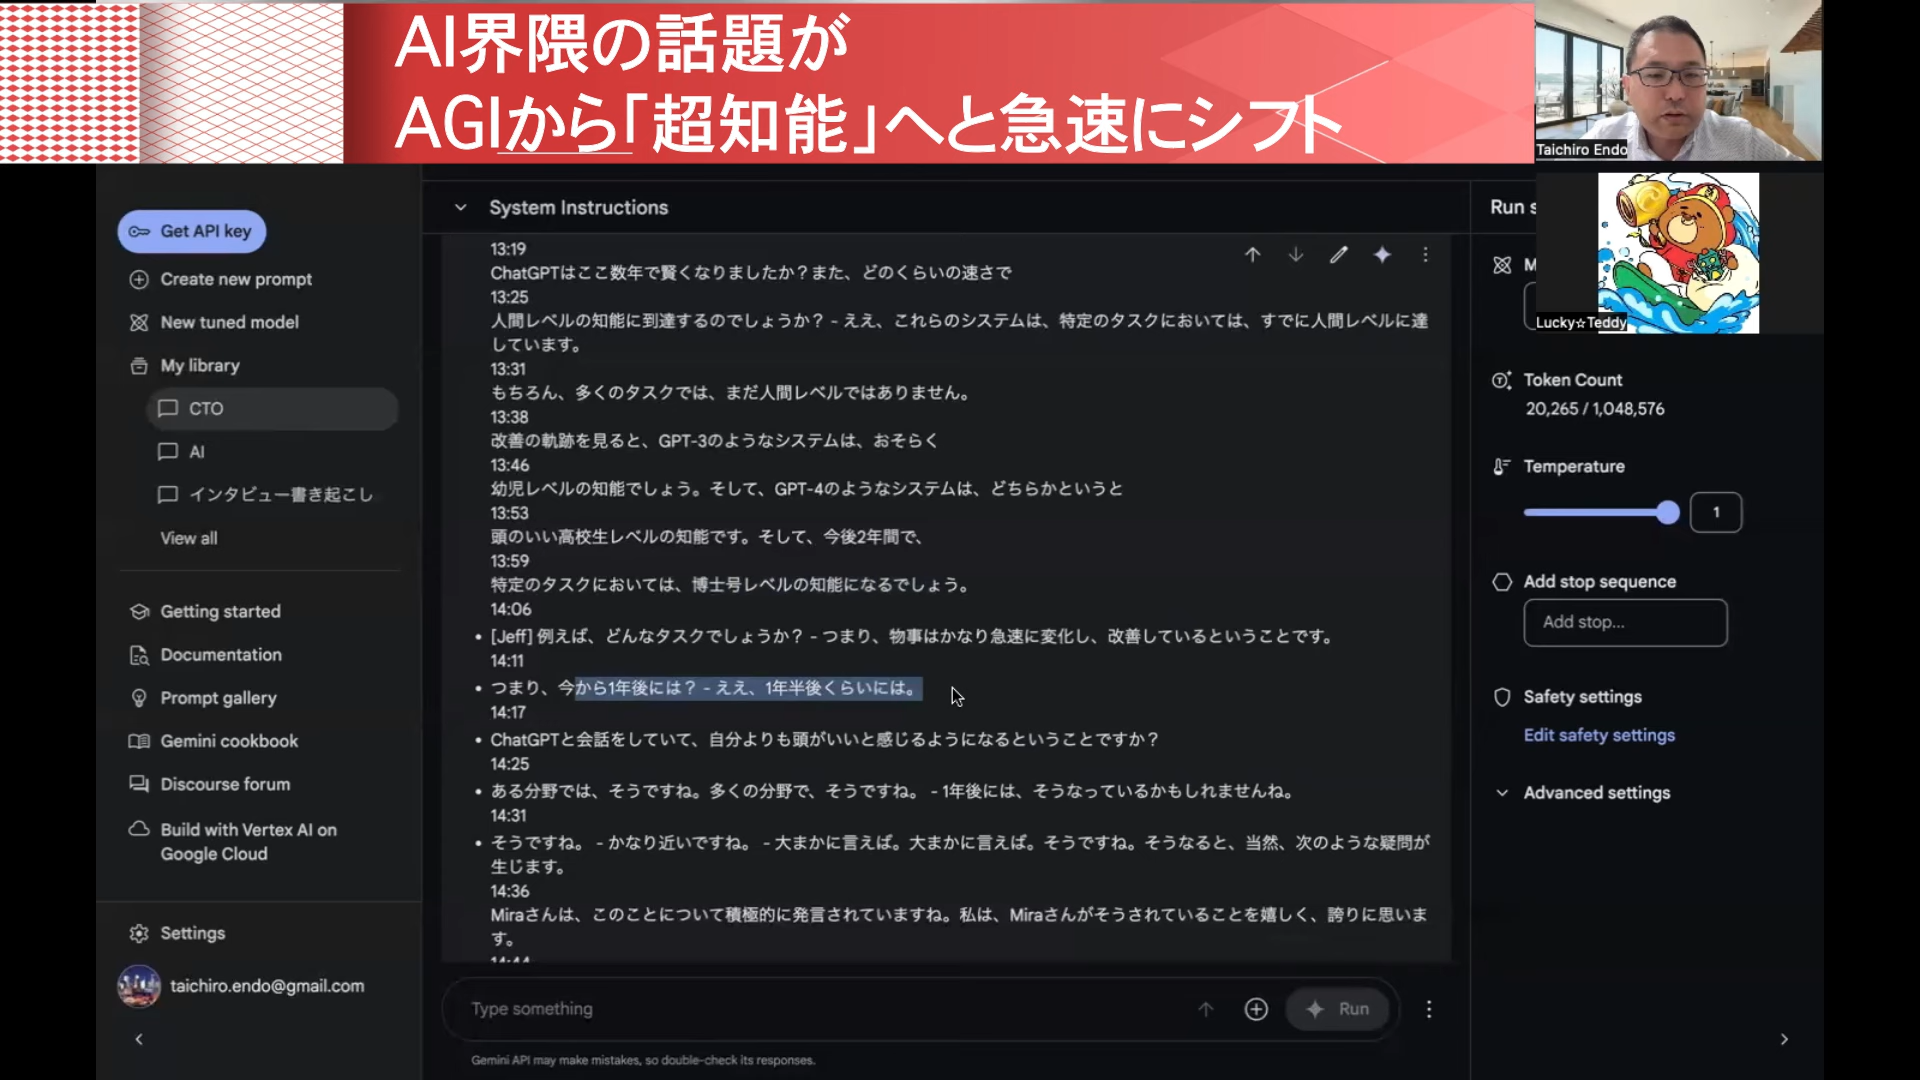 AI界隈の話題が
AGIから「超知能」へと急速にシフト
Taichiro Endo
Lucky☆Teddy
Get API key
Create new prompt
New tuned model
My library
CTO
AI
インタビュー書き起こし
View all
Getting started
Documentation
Prompt gallery
Gemini cookbook
Discourse forum
Build with Vertex AI on
Google Cloud
Settings
taichiro.endo@gmail.com
System Instructions
13:19
ChatGPTはここ数年で賢くなりましたか？また、どのくらいの速さで
13:25
人間レベルの知能に到達するのでしょうか？ - ええ、これらのシステムは、特定のタスクにおいては、すでに人間レベルに達
しています。
13:31
もちろん、多くのタスクでは、まだ人間レベルではありません。
13:38
改善の軌跡を見ると、GPT-3のようなシステムは、おそらく
13:46
幼児レベルの知能でしょう。そして、GPT-4のようなシステムは、どちらかというと
13:53
頭のいい高校生レベルの知能です。そして、今後2年間で、
13:59
特定のタスクにおいては、博士号レベルの知能になるでしょう。
14:06
• [Jeff] 例えば、どんなタスクでしょうか？ - つまり、物事はかなり急速に変化し、改善しているということです。
14:11
• つまり、今から1年後には？ - ええ、1年半後くらいには。
14:17
• ChatGPTと会話をしていて、自分よりも頭がいいと感じるようになるということですか？
14:25
• ある分野では、そうですね。多くの分野で、そうですね。 - 1年後には、そうなっているかもしれませんね。
14:31
• そうですね。 - かなり近いですね。 - 大まかに言えば。大まかに言えば。そうですね。そうなると、当然、次のような疑問が
生じます。
14:36
Miraさんは、このことについて積極的に発言されていますね。私は、Miraさんがそうされていることを嬉しく、誇りに思いま
す。
14:44
Type something
Run
Gemini API may make mistakes, so double-check its responses.
Run s
M
Token Count
20,265 / 1,048,576
Temperature
1
Add stop sequence
Add stop...
Safety settings
Edit safety settings
Advanced settings